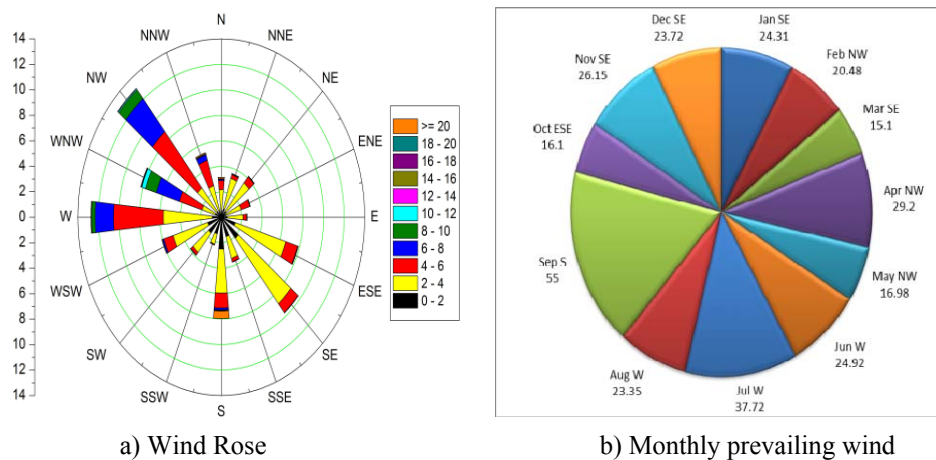 N
NNE
NE
ENE
E
ESE
SE
SSE
S
SSW
SW
WSW
W
WNW
NW
NNW
14
12
10
8
6
4
2
0
2
4
6
8
10
12
14
>= 20
18 - 20
16 - 18
14 - 16
12 - 14
10 - 12
8 - 10
6 - 8
4 - 6
2 - 4
0 - 2
a) Wind Rose
Jan SE
24.31
Feb NW
20.48
Mar SE
15.1
Apr NW
29.2
May NW
16.98
Jun W
24.92
Jul W
37.72
Aug W
23.35
Sep S
55
Oct ESE
16.1
Nov SE
26.15
Dec SE
23.72
b) Monthly prevailing wind